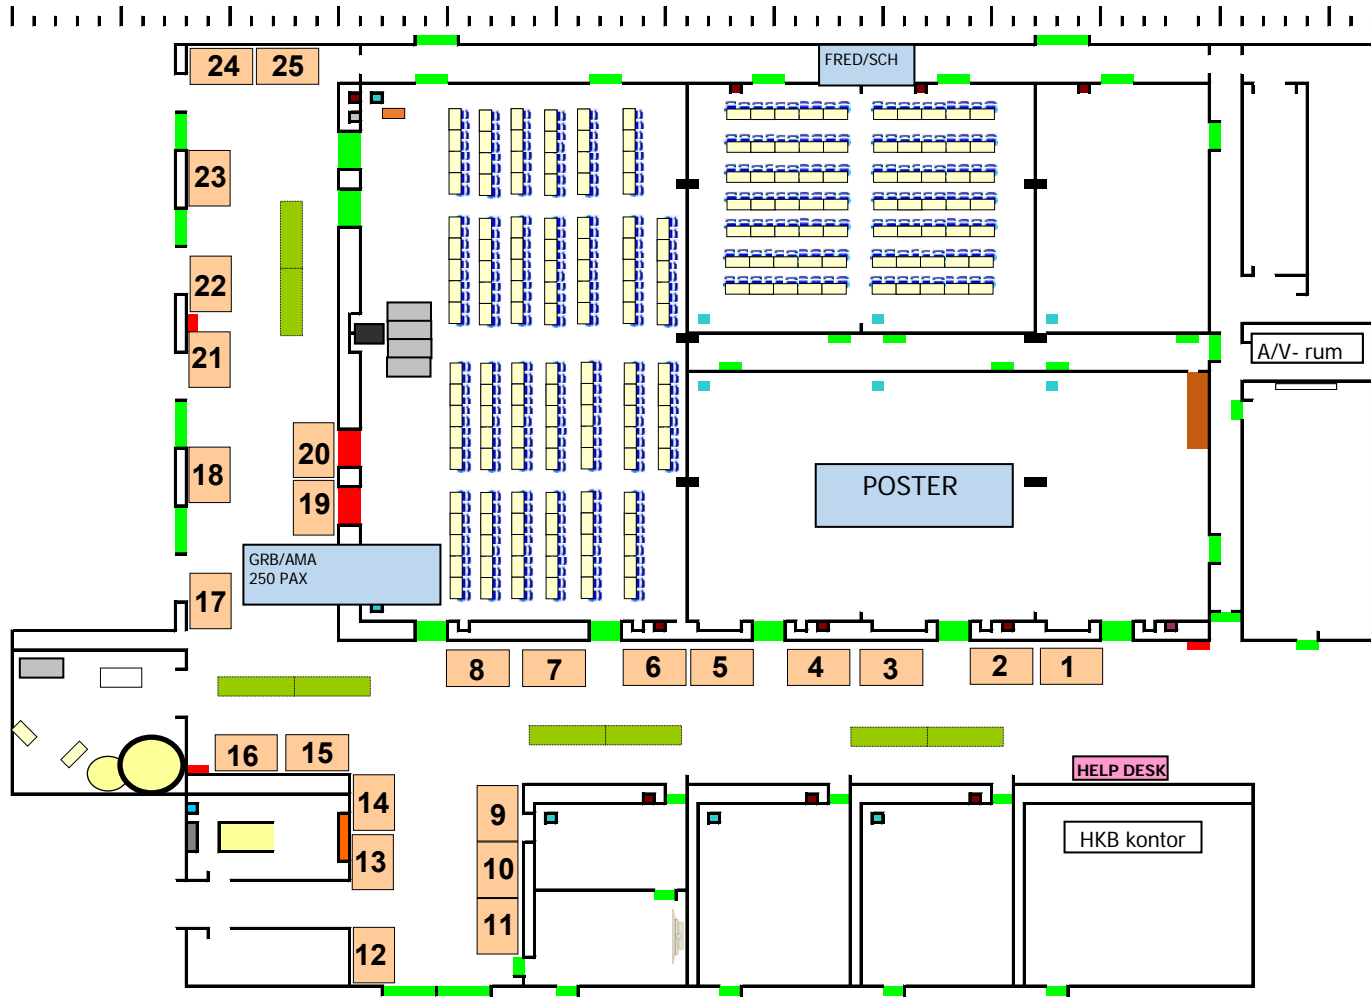 24 25
FRED/SCH
23
22
21
A/V- rum
20
18
19
POSTER
GRB/AMA
250 PAX
17
8 7 6 5 4 3 2 1
16 15
HELP DESK
14
9
HKB kontor
13
10
11
12